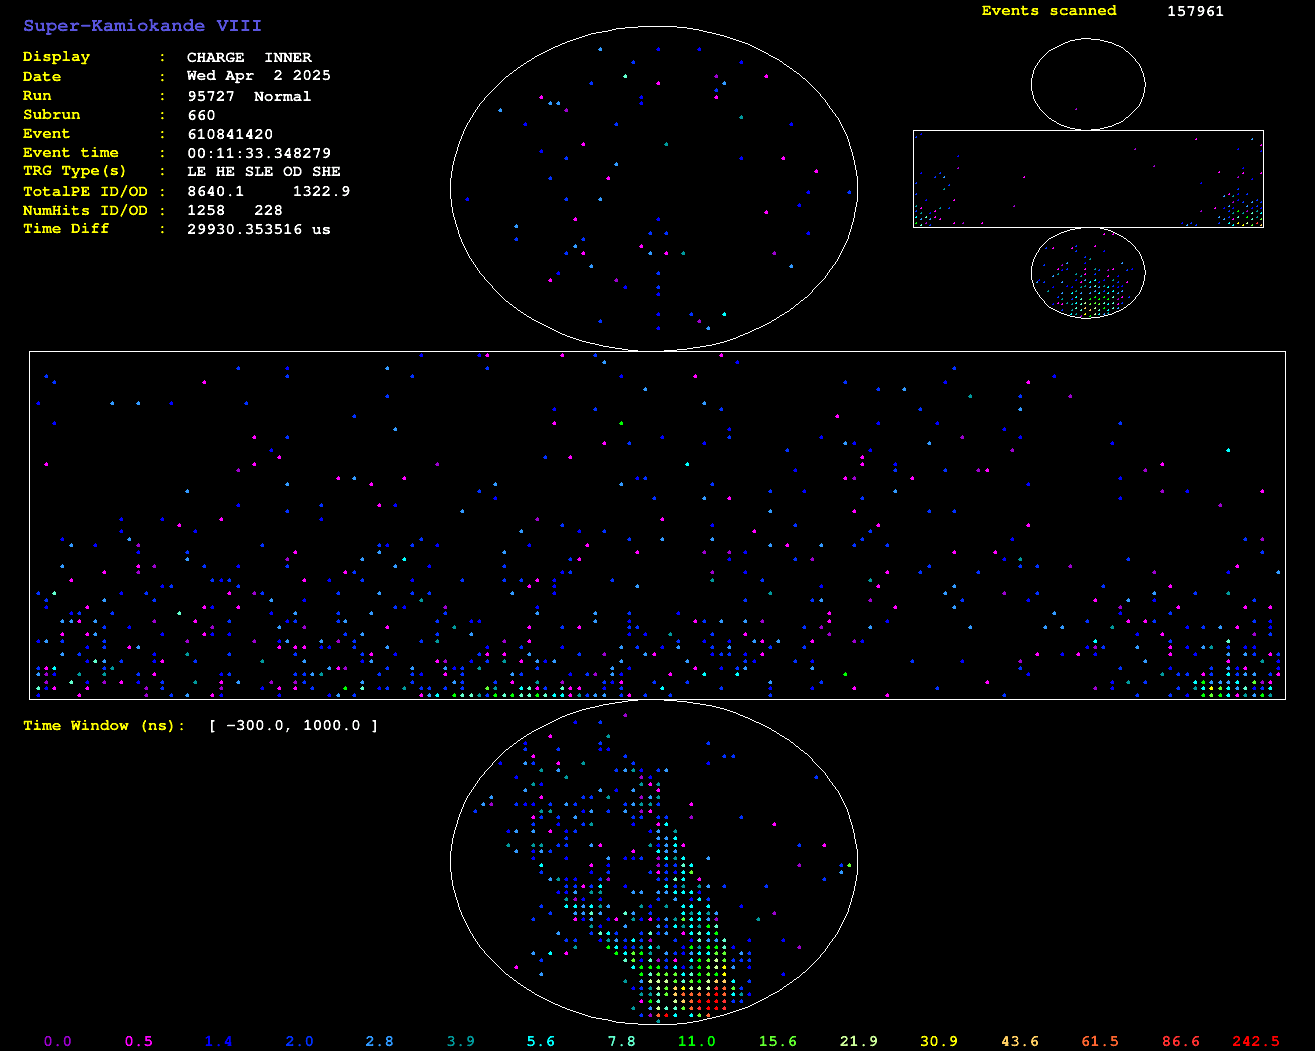 Events scanned 157961
Super-Kamiokande VIII
Display : CHARGE INNER
Date : Wed Apr 2 2025
Run : 95727 Normal
Subrun : 660
Event : 610841420
Event time : 00:11:33.348279
TRG Type(s) : LE HE SLE OD SHE
TotalPE ID/OD : 8640.1 1322.9
NumHits ID/OD : 1258 228
Time Diff : 29930.353516 us
Time Window (ns): [ -300.0, 1000.0 ]
0.0 0.5 1.4 2.0 2.8 3.9 5.6 7.8 11.0 15.6 21.9 30.9 43.6 61.5 86.6 242.5